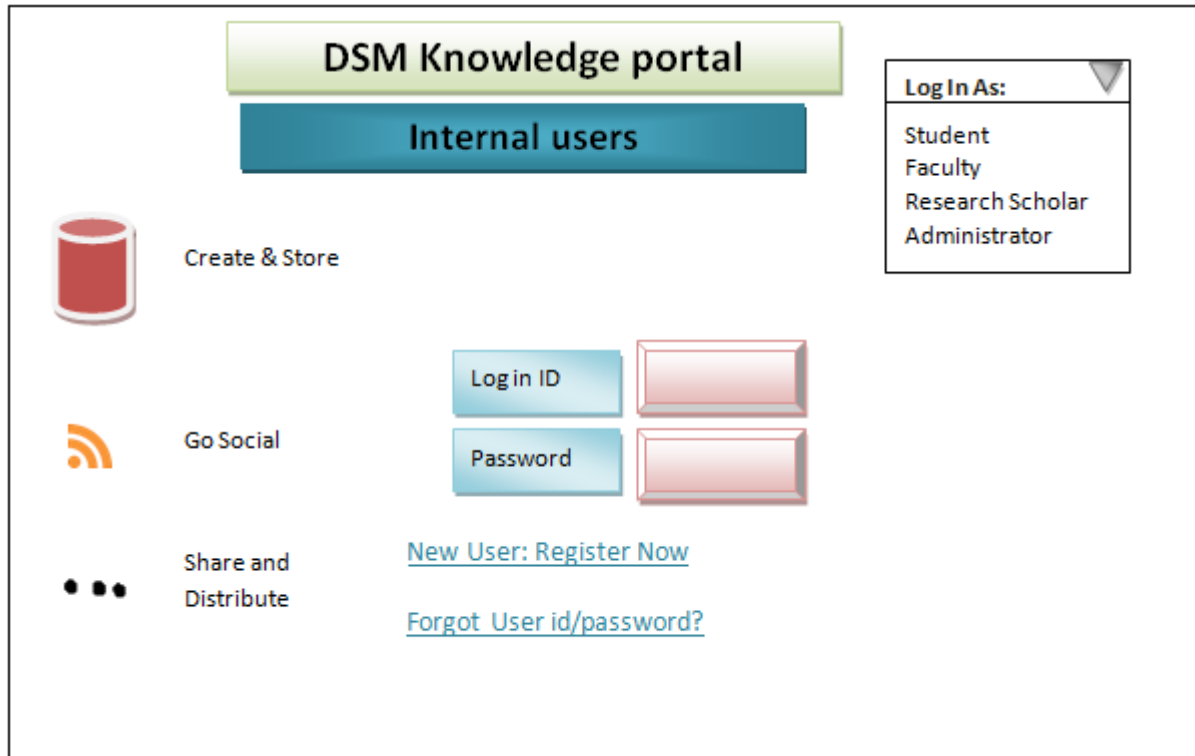 DSM Knowledge portal
Internal users
Log In As:
Student
Faculty
Research Scholar
Administrator
Create & Store
Log in ID
Go Social
Password
Share and
Distribute
New User: Register Now
Forgot User id/password?